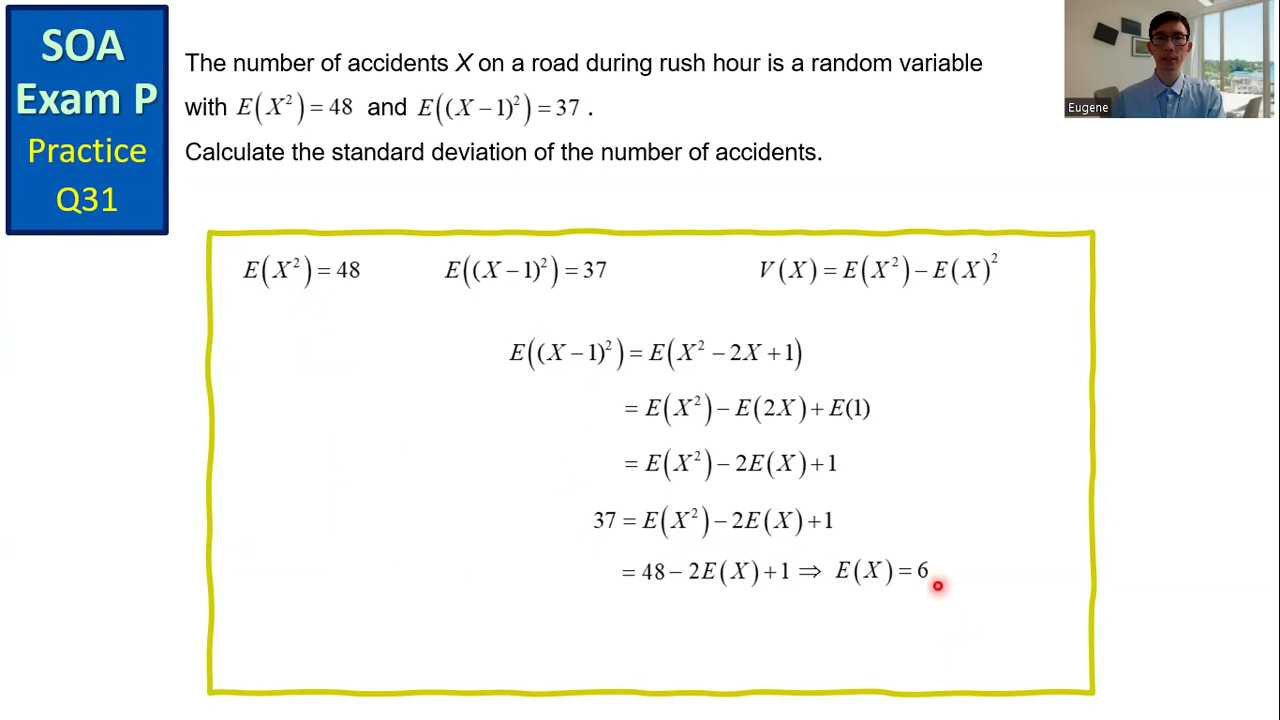 SOA
Exam P
Practice
Q31
The number of accidents X on a road during rush hour is a random variable
with E(X²) = 48 and E((X − 1)²) = 37 .
Calculate the standard deviation of the number of accidents.
Eugene
E(X²) = 48 E((X − 1)²) = 37 V(X) = E(X²) − E(X)²
E((X − 1)²) = E(X² − 2X + 1)
= E(X²) − E(2X) + E(1)
= E(X²) − 2E(X) + 1
37 = E(X²) − 2E(X) + 1
= 48 − 2E(X) + 1 ⇒ E(X) = 6